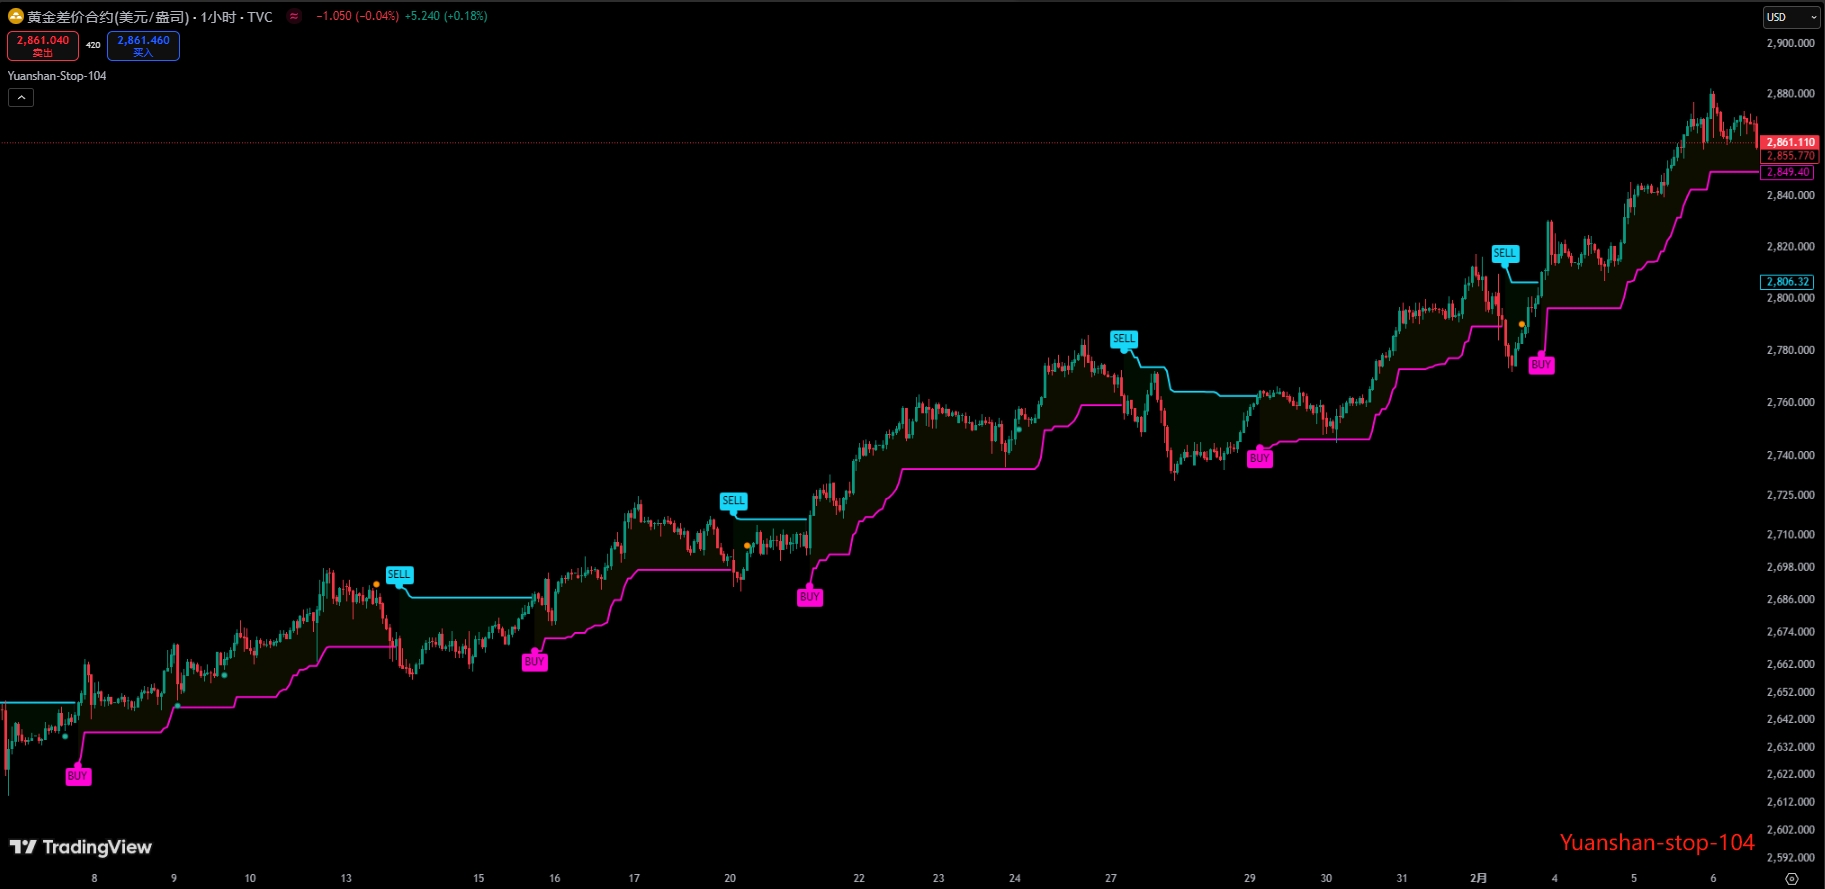 黄金差价合约(美元/盎司) · 1小时 · TVC −1.050 (−0.04%) +5.240 (+0.18%)
USD
2,861.040 420 2,861.460
卖出 买入
Yuanshan-Stop-104
2,900.000
2,880.000
2,861.110
2,855.770
2,849.40
2,840.000
2,820.000
2,806.32
2,800.000
2,780.000
2,760.000
2,740.000
2,725.000
2,710.000
2,698.000
2,686.000
2,674.000
2,662.000
2,652.000
2,642.000
2,632.000
2,622.000
2,612.000
2,602.000
2,592.000
SELL
SELL
BUY
SELL
BUY
SELL
BUY
SELL
BUY
BUY
TradingView
Yuanshan-stop-104
8 9 10 13 15 16 17 20 22 23 24 27 29 30 31 2月 4 5 6